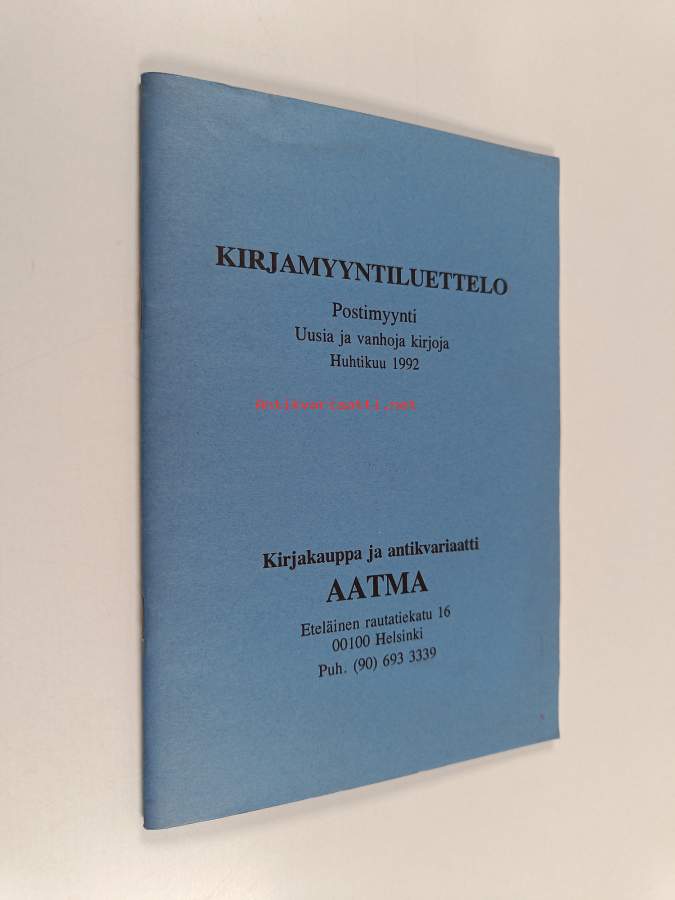 KIRJAMYYNTILUETTELO
Postimyynti
Uusia ja vanhoja kirjoja
Huhtikuu 1992
Antikvariaatti.net
Kirjakauppa ja antikvariaatti
AATMA
Eteläinen rautatiekatu 16
00100 Helsinki
Puh. (90) 693 3339